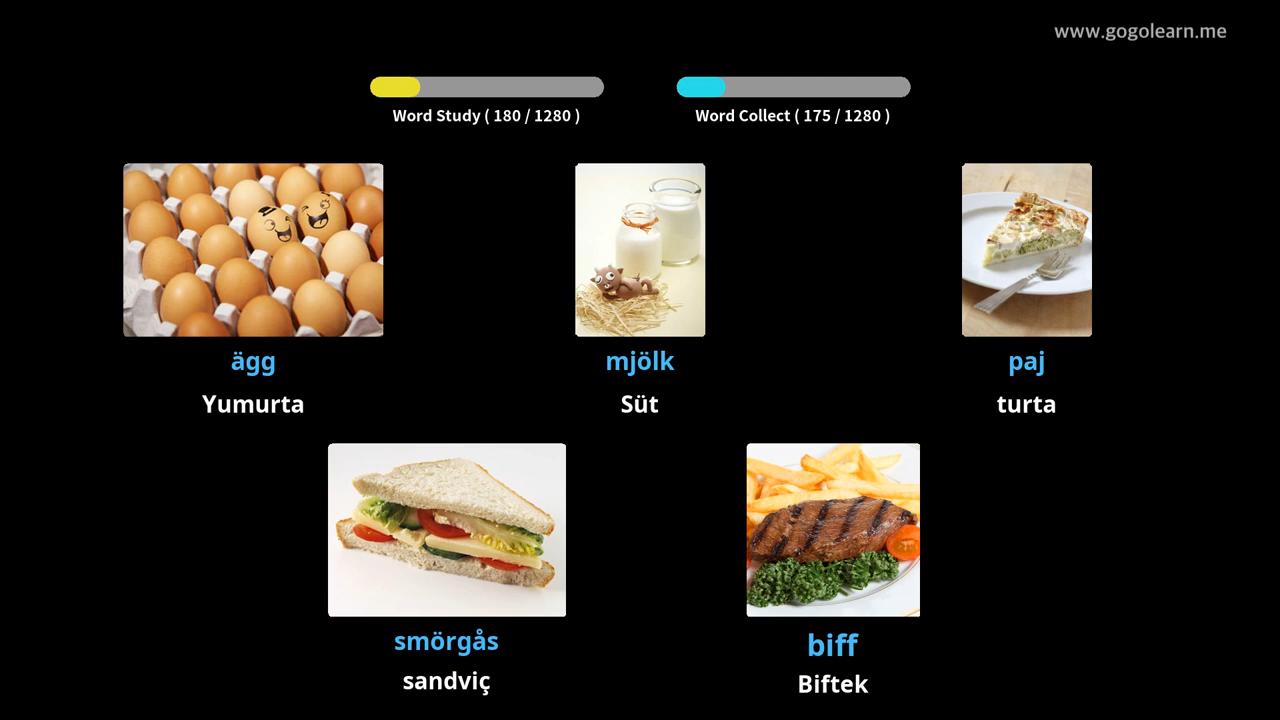 www.gogolearn.me
Word Study ( 180 / 1280 )
Word Collect ( 175 / 1280 )
ägg
mjölk
paj
Yumurta
Süt
turta
smörgås
biff
sandviç
Biftek